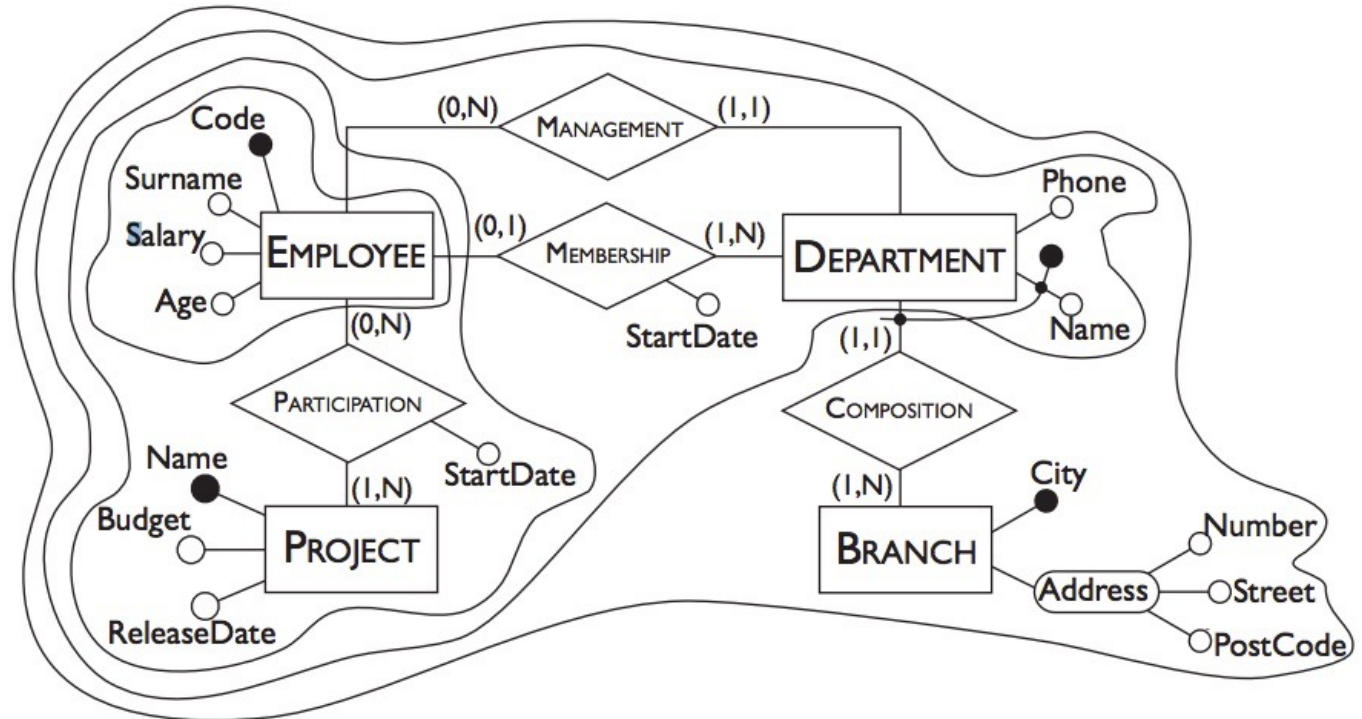 Code
(0,N)
MANAGEMENT
(1,1)
Surname
Phone
Salary
EMPLOYEE
(0,1)
MEMBERSHIP
(1,N)
DEPARTMENT
Age
StartDate
Name
(0,N)
(1,1)
PARTICIPATION
COMPOSITION
Name
StartDate
(1,N)
(1,N)
City
Budget
PROJECT
BRANCH
Number
Address
Street
ReleaseDate
PostCode